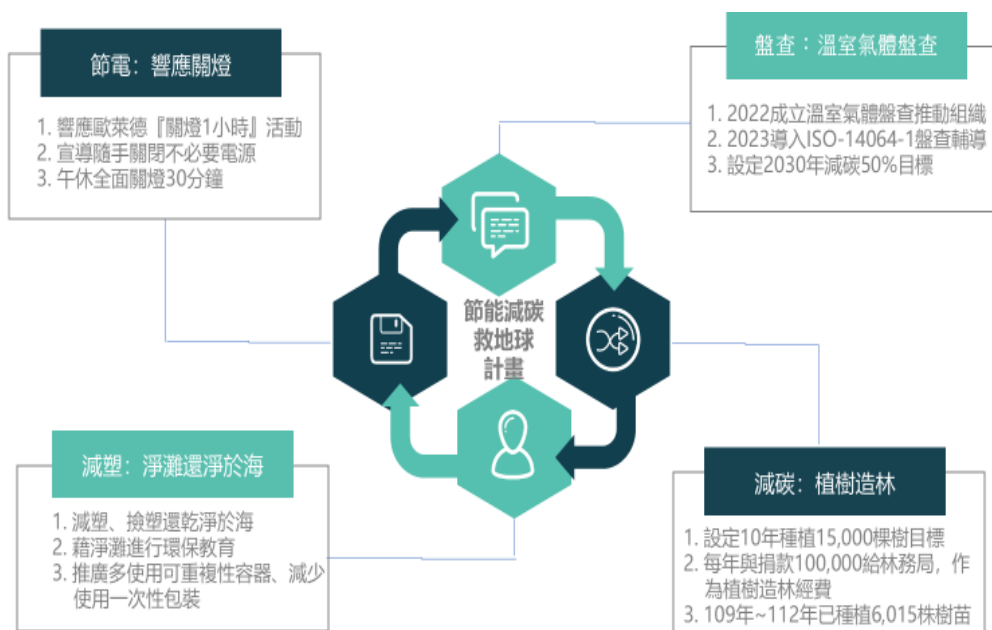 節電：響應關燈
1. 響應歐萊德『關燈1小時』活動
2. 宣導隨手關閉不必要電源
3. 午休全面關燈30分鐘
盤查：溫室氣體盤查
1. 2022成立溫室氣體盤查推動組織
2. 2023導入ISO-14064-1盤查輔導
3. 設定2030年減碳50%目標
節能減碳
救地球
計畫
減塑：淨灘還淨於海
1. 減塑、撿塑還乾淨於海
2. 藉淨灘進行環保教育
3. 推廣多使用可重複性容器、減少
使用一次性包裝
減碳：植樹造林
1. 設定10年種植15,000棵樹目標
2. 每年與捐款100,000給林務局，作
為植樹造林經費
3. 109年~112年已種植6,015株樹苗